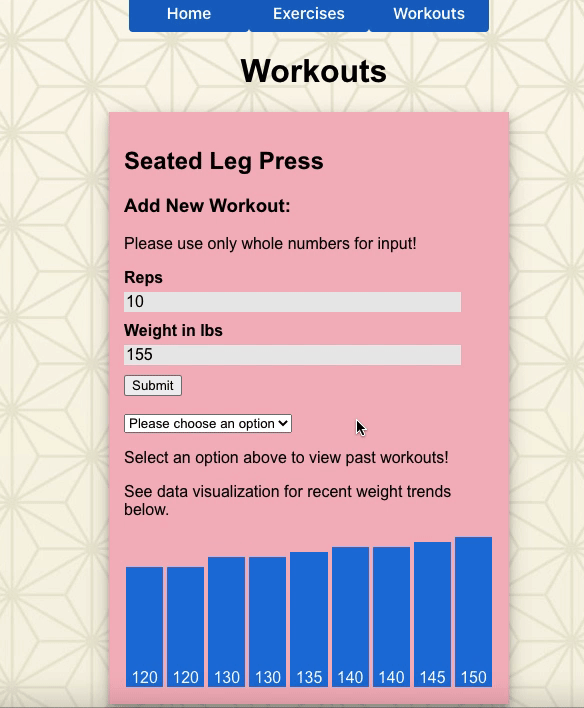 Home Exercises Workouts
Workouts
Seated Leg Press
Add New Workout:
Please use only whole numbers for input!
Reps
10
Weight in lbs
155
Submit
Please choose an option
Select an option above to view past workouts!
See data visualization for recent weight trends
below.
120 120 130 130 135 140 140 145 150